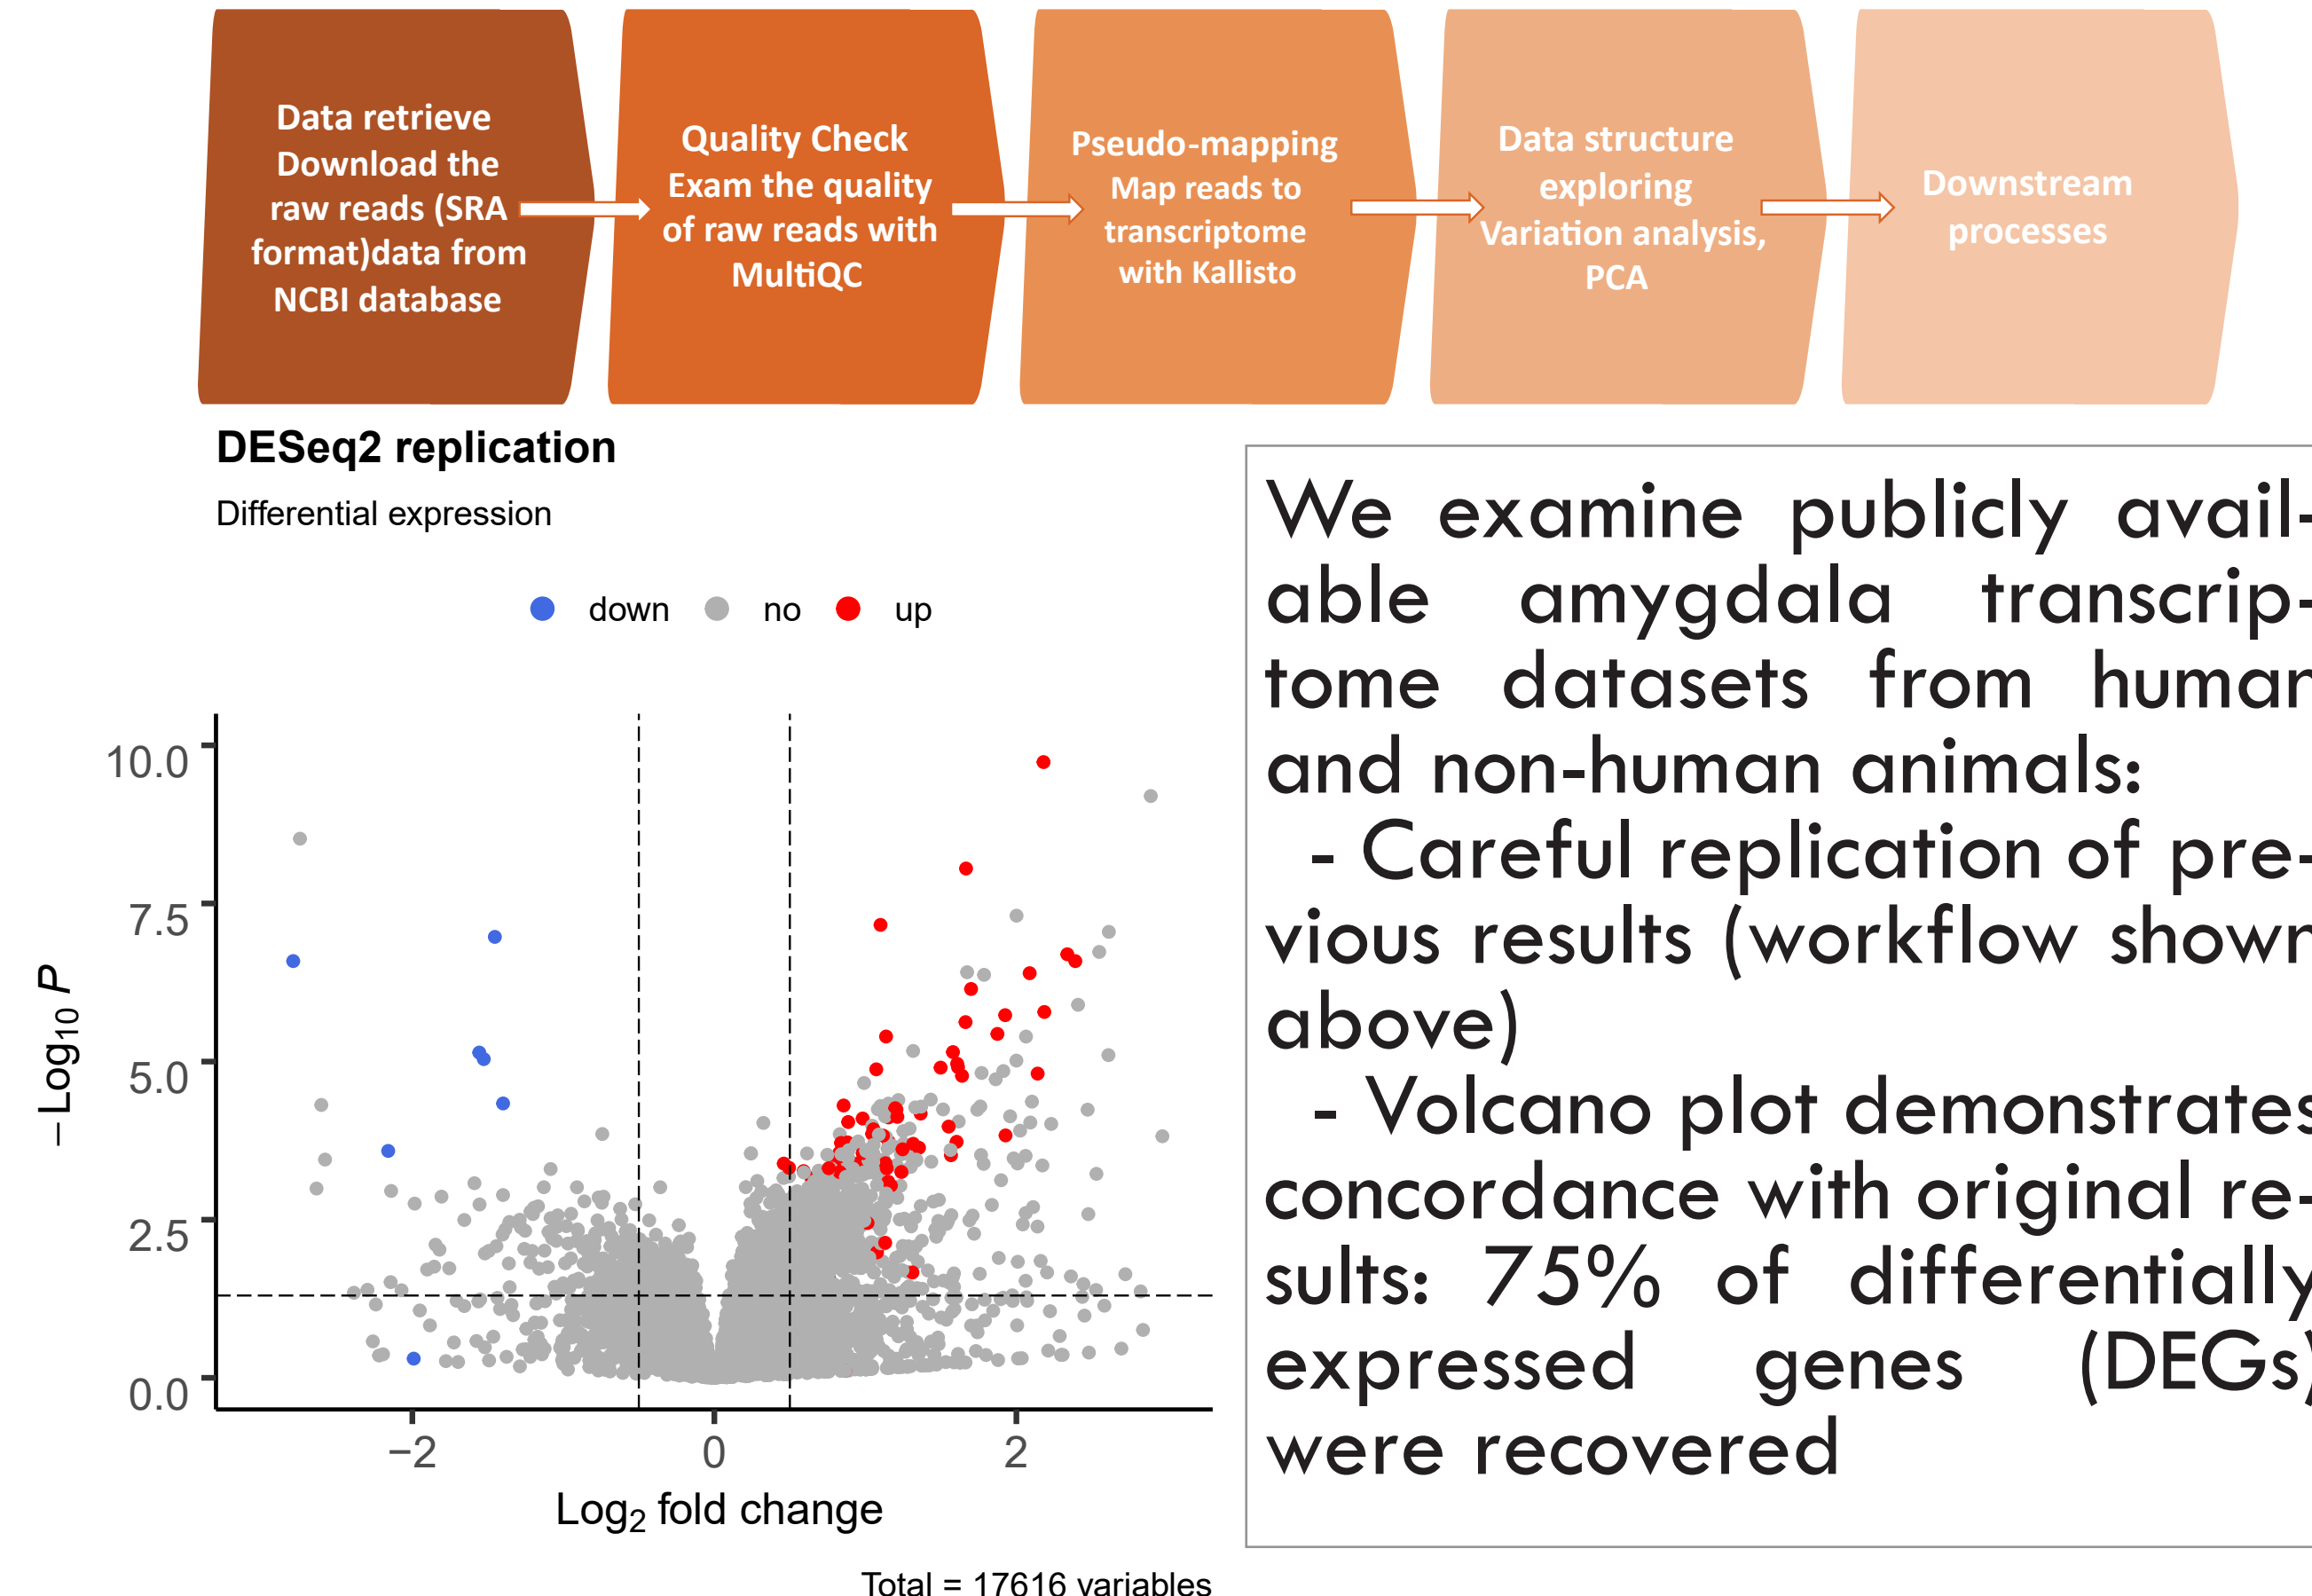 Data retrieve
Download the
raw reads (SRA
format)data from
NCBI database
Quality Check
Exam the quality
of raw reads with
MultiQC
Pseudo-mapping
Map reads to
transcriptome
with Kallisto
Data structure
exploring
Variation analysis,
PCA
Downstream
processes
DESeq2 replication
Differential expression
down no up
10.0
7.5
5.0
2.5
0.0
−Log10 P
−2 0 2
Log2 fold change
Total = 17616 variables
We examine publicly avail-
able amygdala transcrip-
tome datasets from human
and non-human animals:
- Careful replication of pre-
vious results (workflow shown
above)
- Volcano plot demonstrates
concordance with original re-
sults: 75% of differentially
expressed genes (DEGs)
were recovered